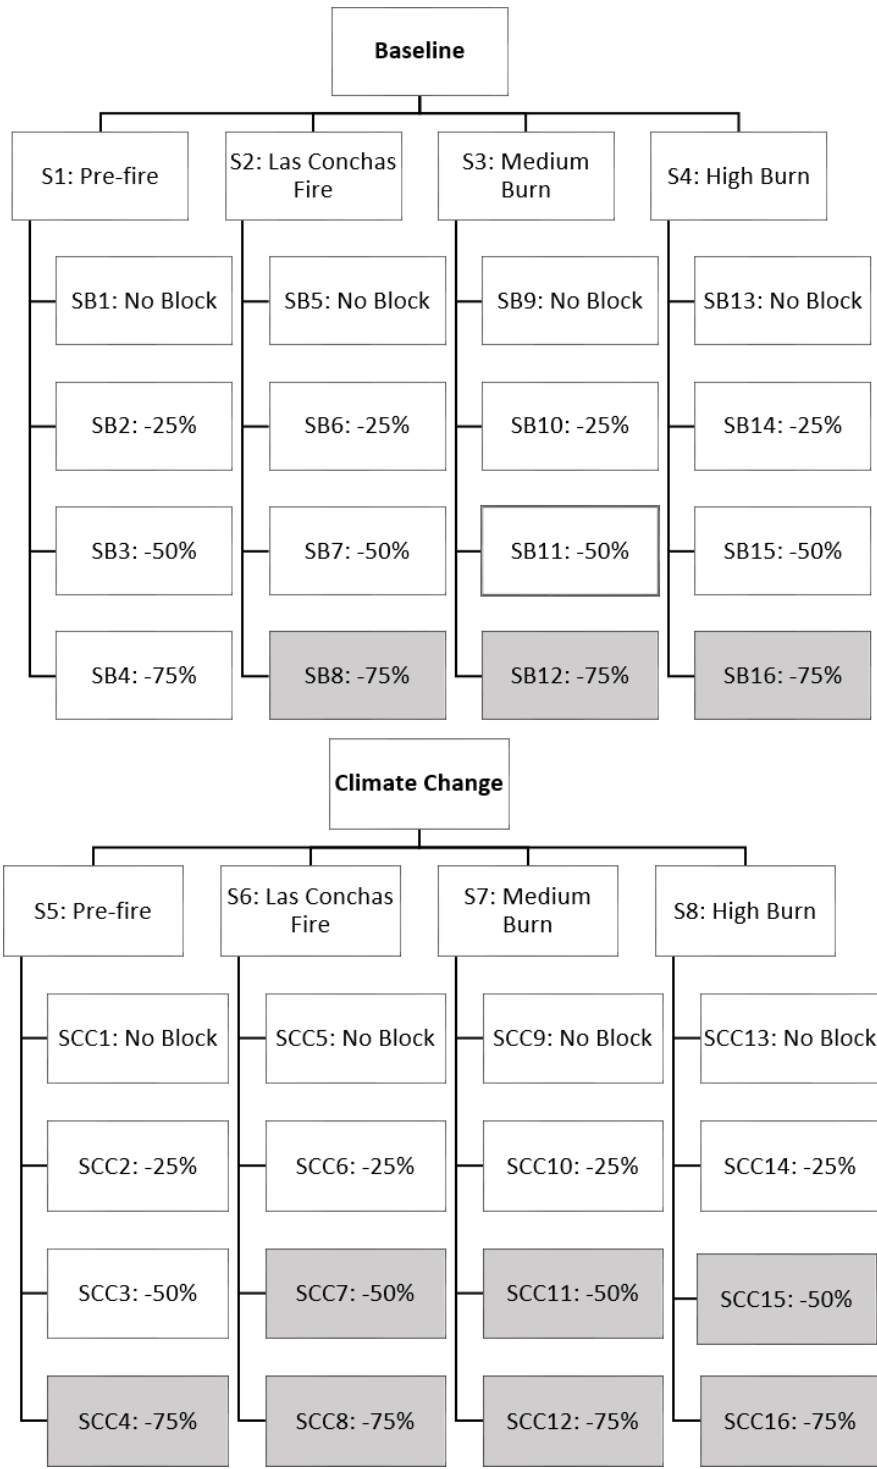 Baseline
S1: Pre-fire
S2: Las Conchas
Fire
S3: Medium
Burn
S4: High Burn
SB1: No Block
SB5: No Block
SB9: No Block
SB13: No Block
SB2: -25%
SB6: -25%
SB10: -25%
SB14: -25%
SB3: -50%
SB7: -50%
SB11: -50%
SB15: -50%
SB4: -75%
SB8: -75%
SB12: -75%
SB16: -75%
Climate Change
S5: Pre-fire
S6: Las Conchas
Fire
S7: Medium
Burn
S8: High Burn
SCC1: No Block
SCC5: No Block
SCC9: No Block
SCC13: No Block
SCC2: -25%
SCC6: -25%
SCC10: -25%
SCC14: -25%
SCC3: -50%
SCC7: -50%
SCC11: -50%
SCC15: -50%
SCC4: -75%
SCC8: -75%
SCC12: -75%
SCC16: -75%